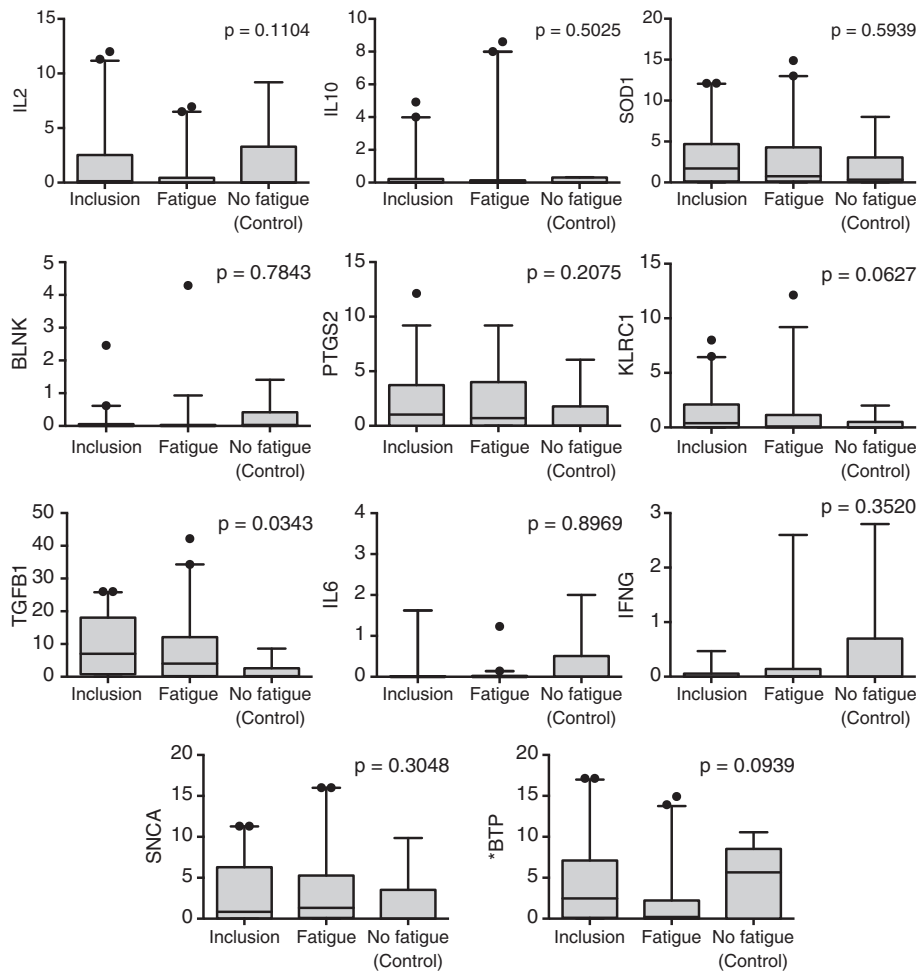 IL2
15
10
5
0
p = 0.1104
Inclusion
Fatigue
No fatigue
(Control)
IL10
10
8
6
4
2
0
p = 0.5025
Inclusion
Fatigue
No fatigue
(Control)
SOD1
20
15
10
5
0
p = 0.5939
Inclusion
Fatigue
No fatigue
(Control)
BLNK
5
4
3
2
1
0
p = 0.7843
Inclusion
Fatigue
No fatigue
(Control)
PTGS2
15
10
5
0
p = 0.2075
Inclusion
Fatigue
No fatigue
(Control)
KLRC1
15
10
5
0
p = 0.0627
Inclusion
Fatigue
No fatigue
(Control)
TGFB1
50
40
30
20
10
0
p = 0.0343
Inclusion
Fatigue
No fatigue
(Control)
IL6
4
3
2
1
0
p = 0.8969
Inclusion
Fatigue
No fatigue
(Control)
IFNG
3
2
1
0
p = 0.3520
Inclusion
Fatigue
No fatigue
(Control)
SNCA
20
15
10
5
0
p = 0.3048
Inclusion
Fatigue
No fatigue
(Control)
*BTP
20
15
10
5
0
p = 0.0939
Inclusion
Fatigue
No fatigue
(Control)